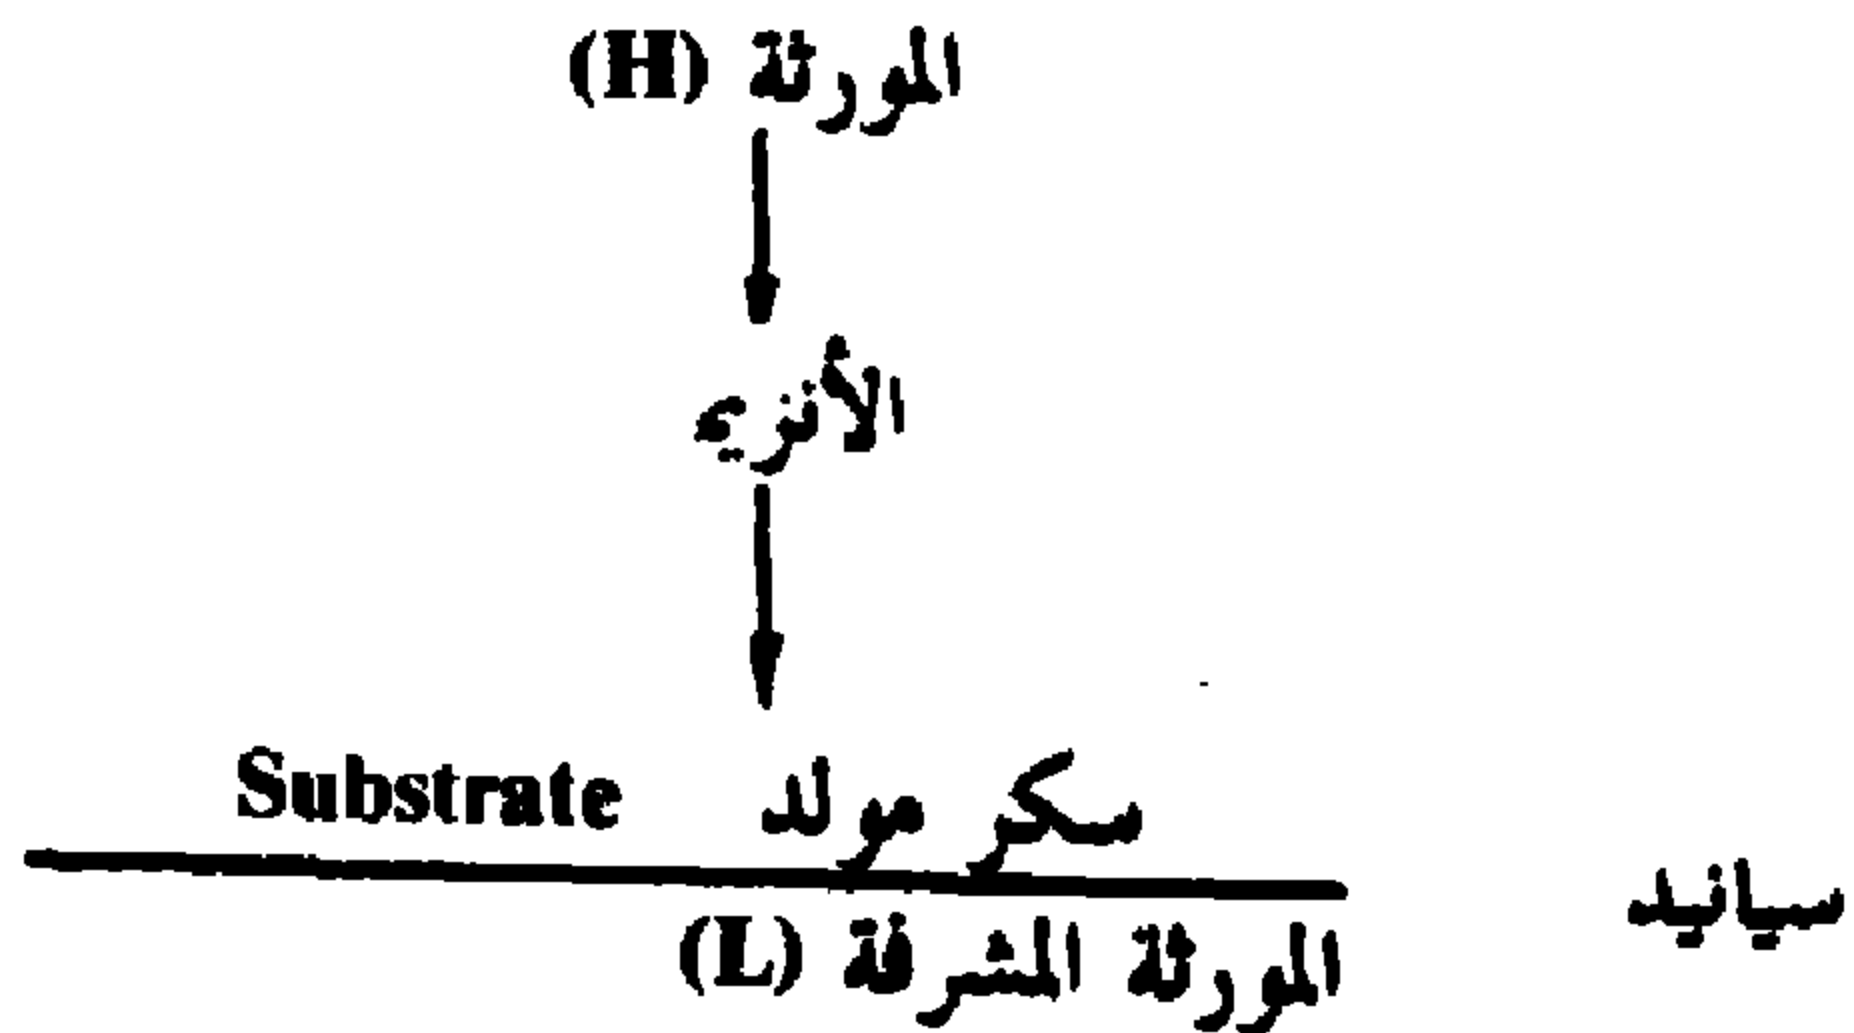 المورثة (H)
الأنزيم
سكر مولد Substrate
سيانيد
المورثة المشرفة (L)